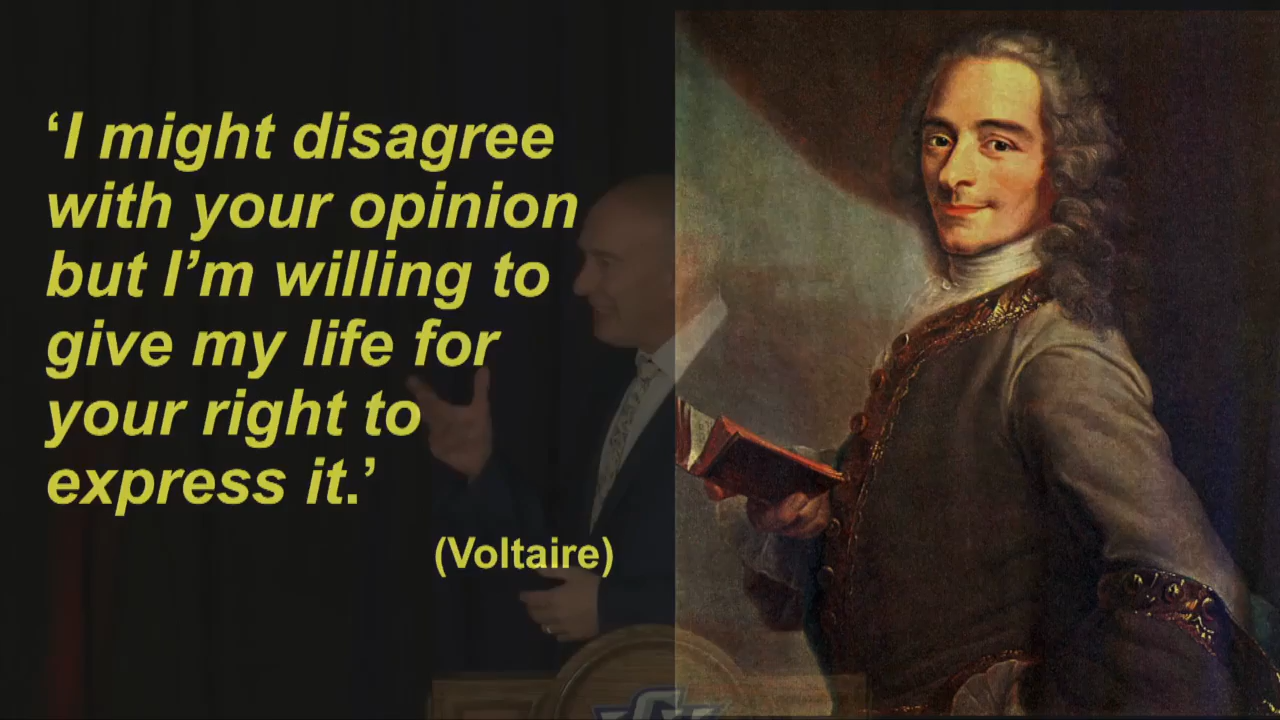 ‘I might disagree
with your opinion
but I’m willing to
give my life for
your right to
express it.’
(Voltaire)